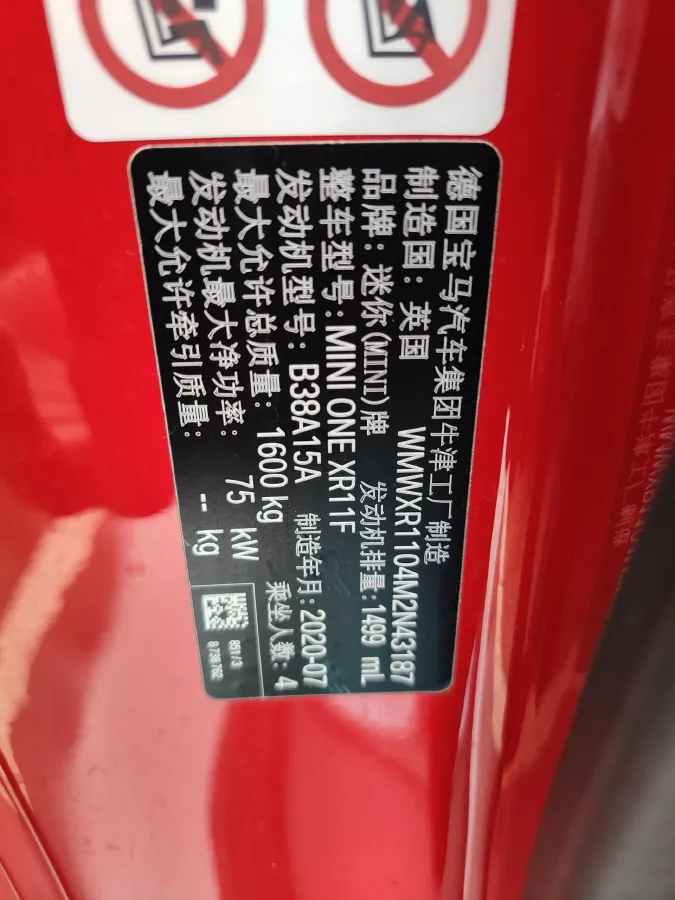 德国宝马汽车集团牛津工厂制造
制造国：英国 WMWXR1104M2N43187
品牌：迷你(MINI)牌 发动机排量：1499 mL
整车型号：MINI ONE XR11F
发动机型号：B38A15A 制造年月：2020-07
最大允许总质量：1600 kg 乘坐人数：4
发动机最大净功率：75 kW
最大允许牵引质量：-- kg
851/3
8738762